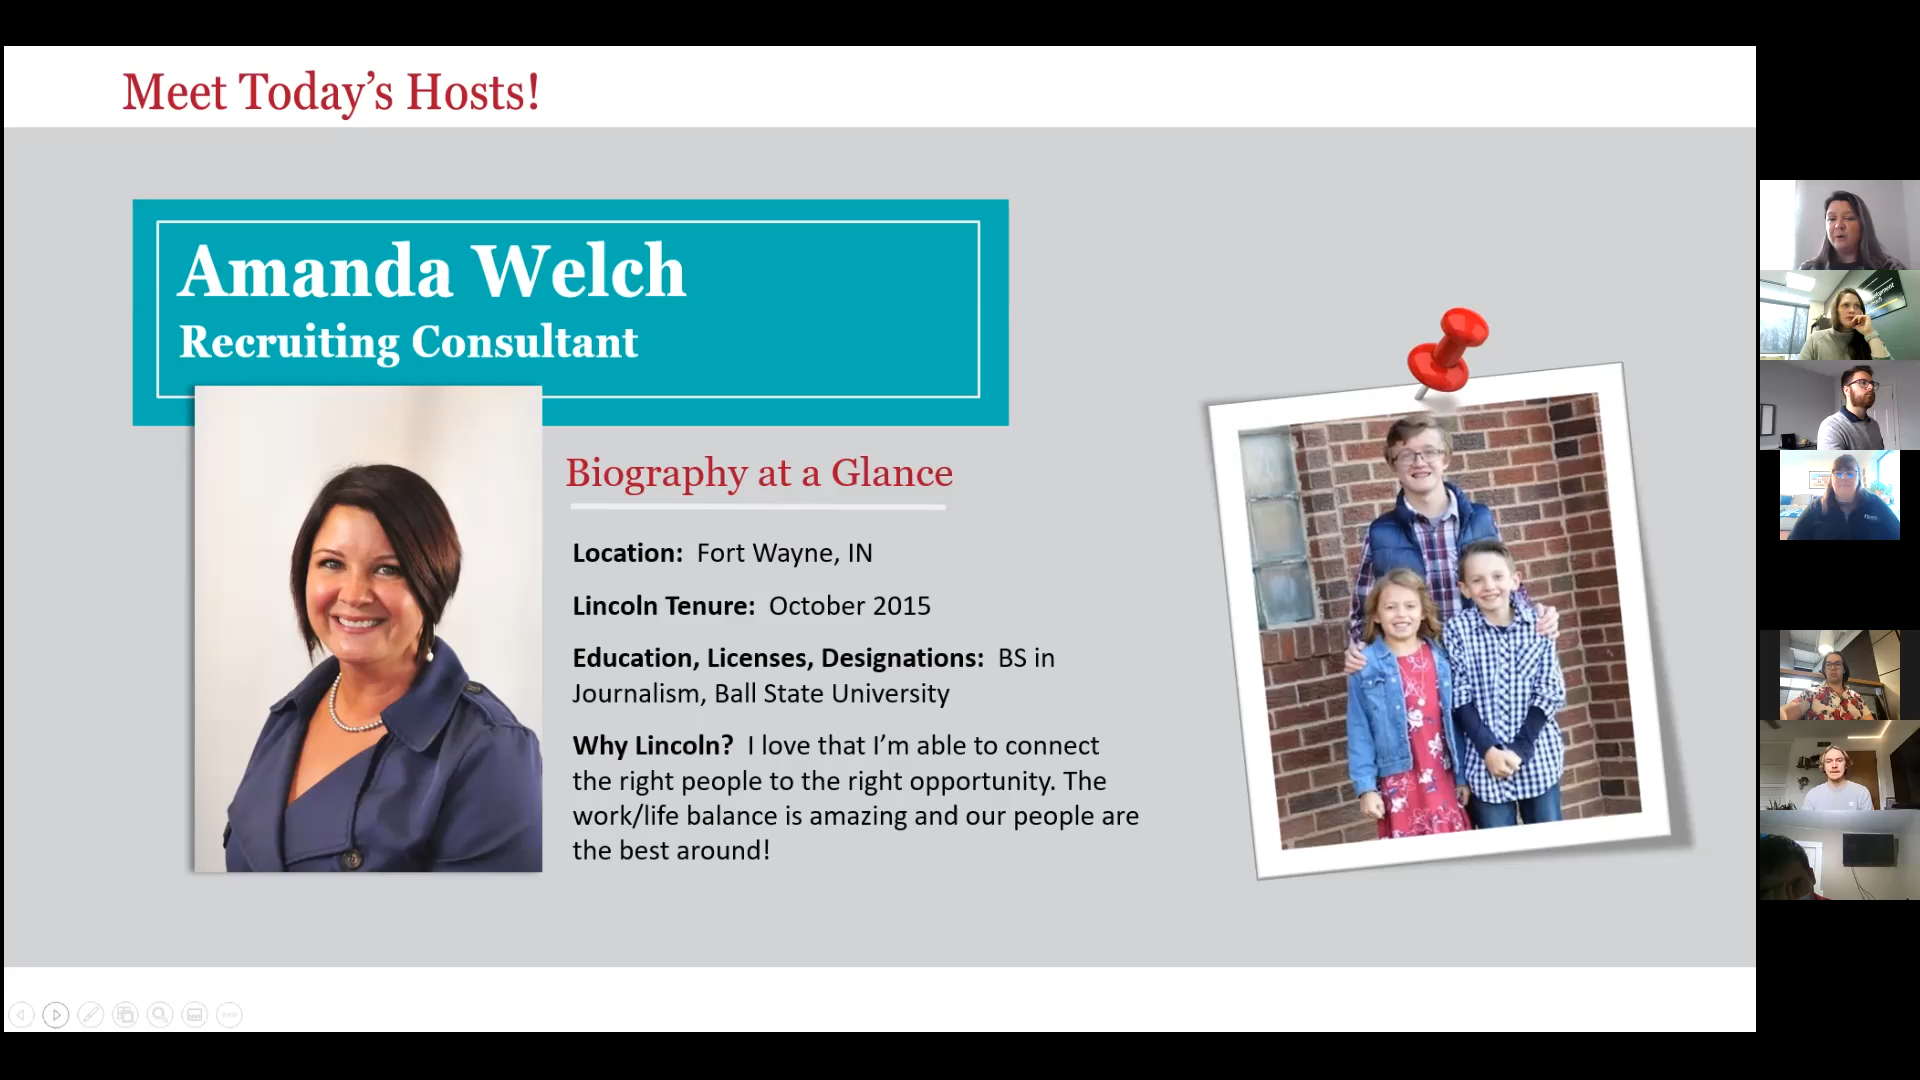 Meet Today’s Hosts!
Amanda Welch
Recruiting Consultant
Biography at a Glance
Location:  Fort Wayne, IN
Lincoln Tenure:  October 2015
Education, Licenses, Designations:  BS in
Journalism, Ball State University
Why Lincoln?  I love that I’m able to connect
the right people to the right opportunity. The
work/life balance is amazing and our people are
the best around!